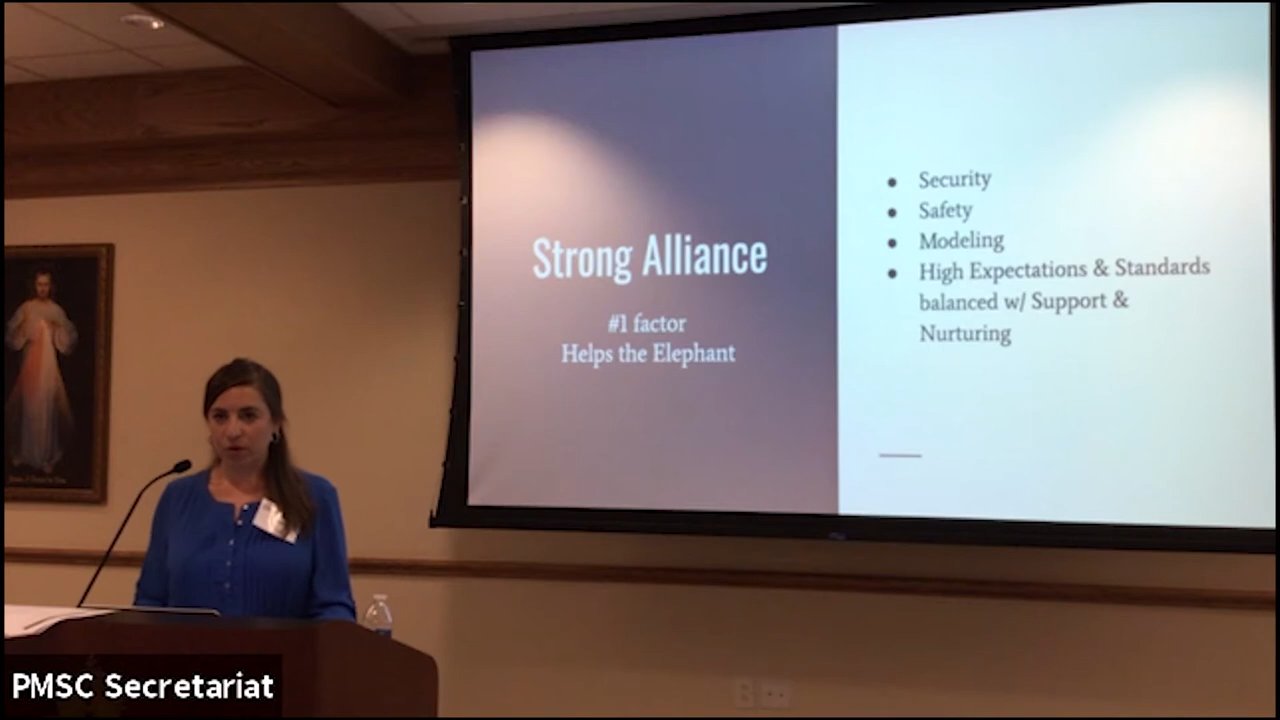 Strong Alliance
#1 factor
Helps the Elephant
● Security
● Safety
● Modeling
● High Expectations & Standards
balanced w/ Support &
Nurturing
PMSC Secretariat